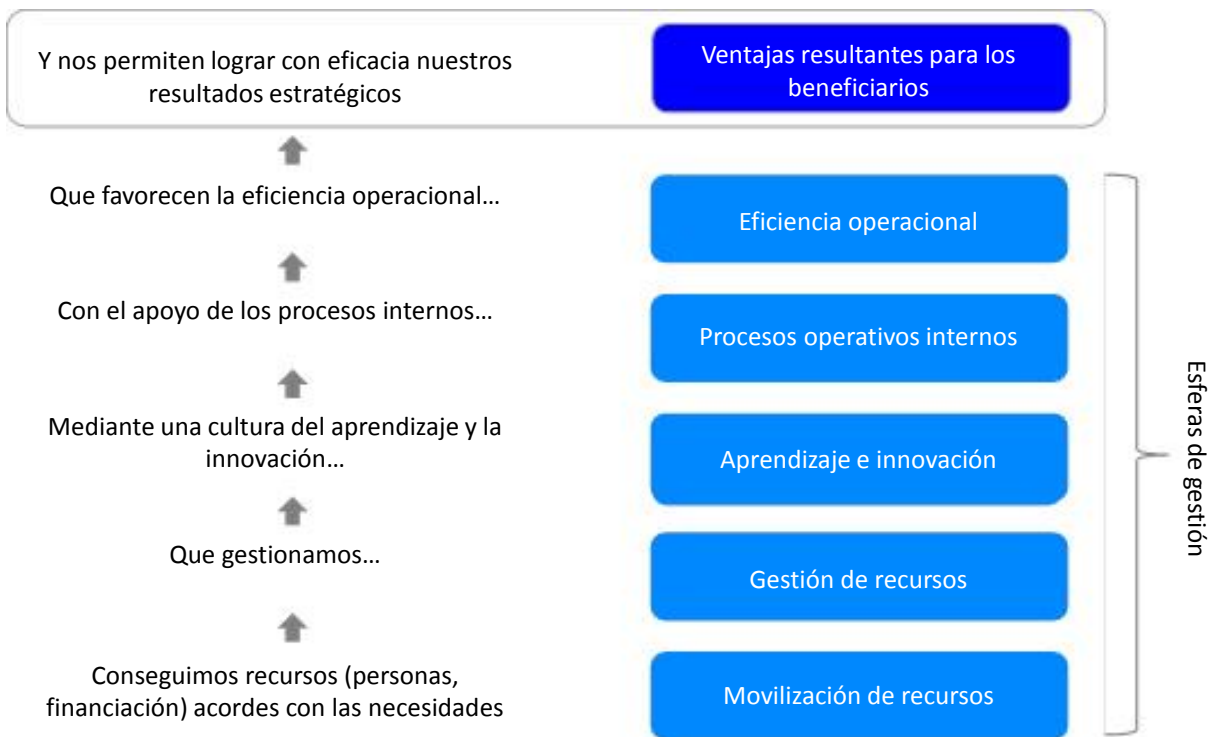 Y nos permiten lograr con eficacia nuestros
resultados estratégicos
Ventajas resultantes para los
beneficiarios
Que favorecen la eficiencia operacional…
Eficiencia operacional
Con el apoyo de los procesos internos…
Procesos operativos internos
Mediante una cultura del aprendizaje y la
innovación…
Aprendizaje e innovación
Que gestionamos…
Gestión de recursos
Conseguimos recursos (personas,
financiación) acordes con las necesidades
Movilización de recursos
Esferas de gestión